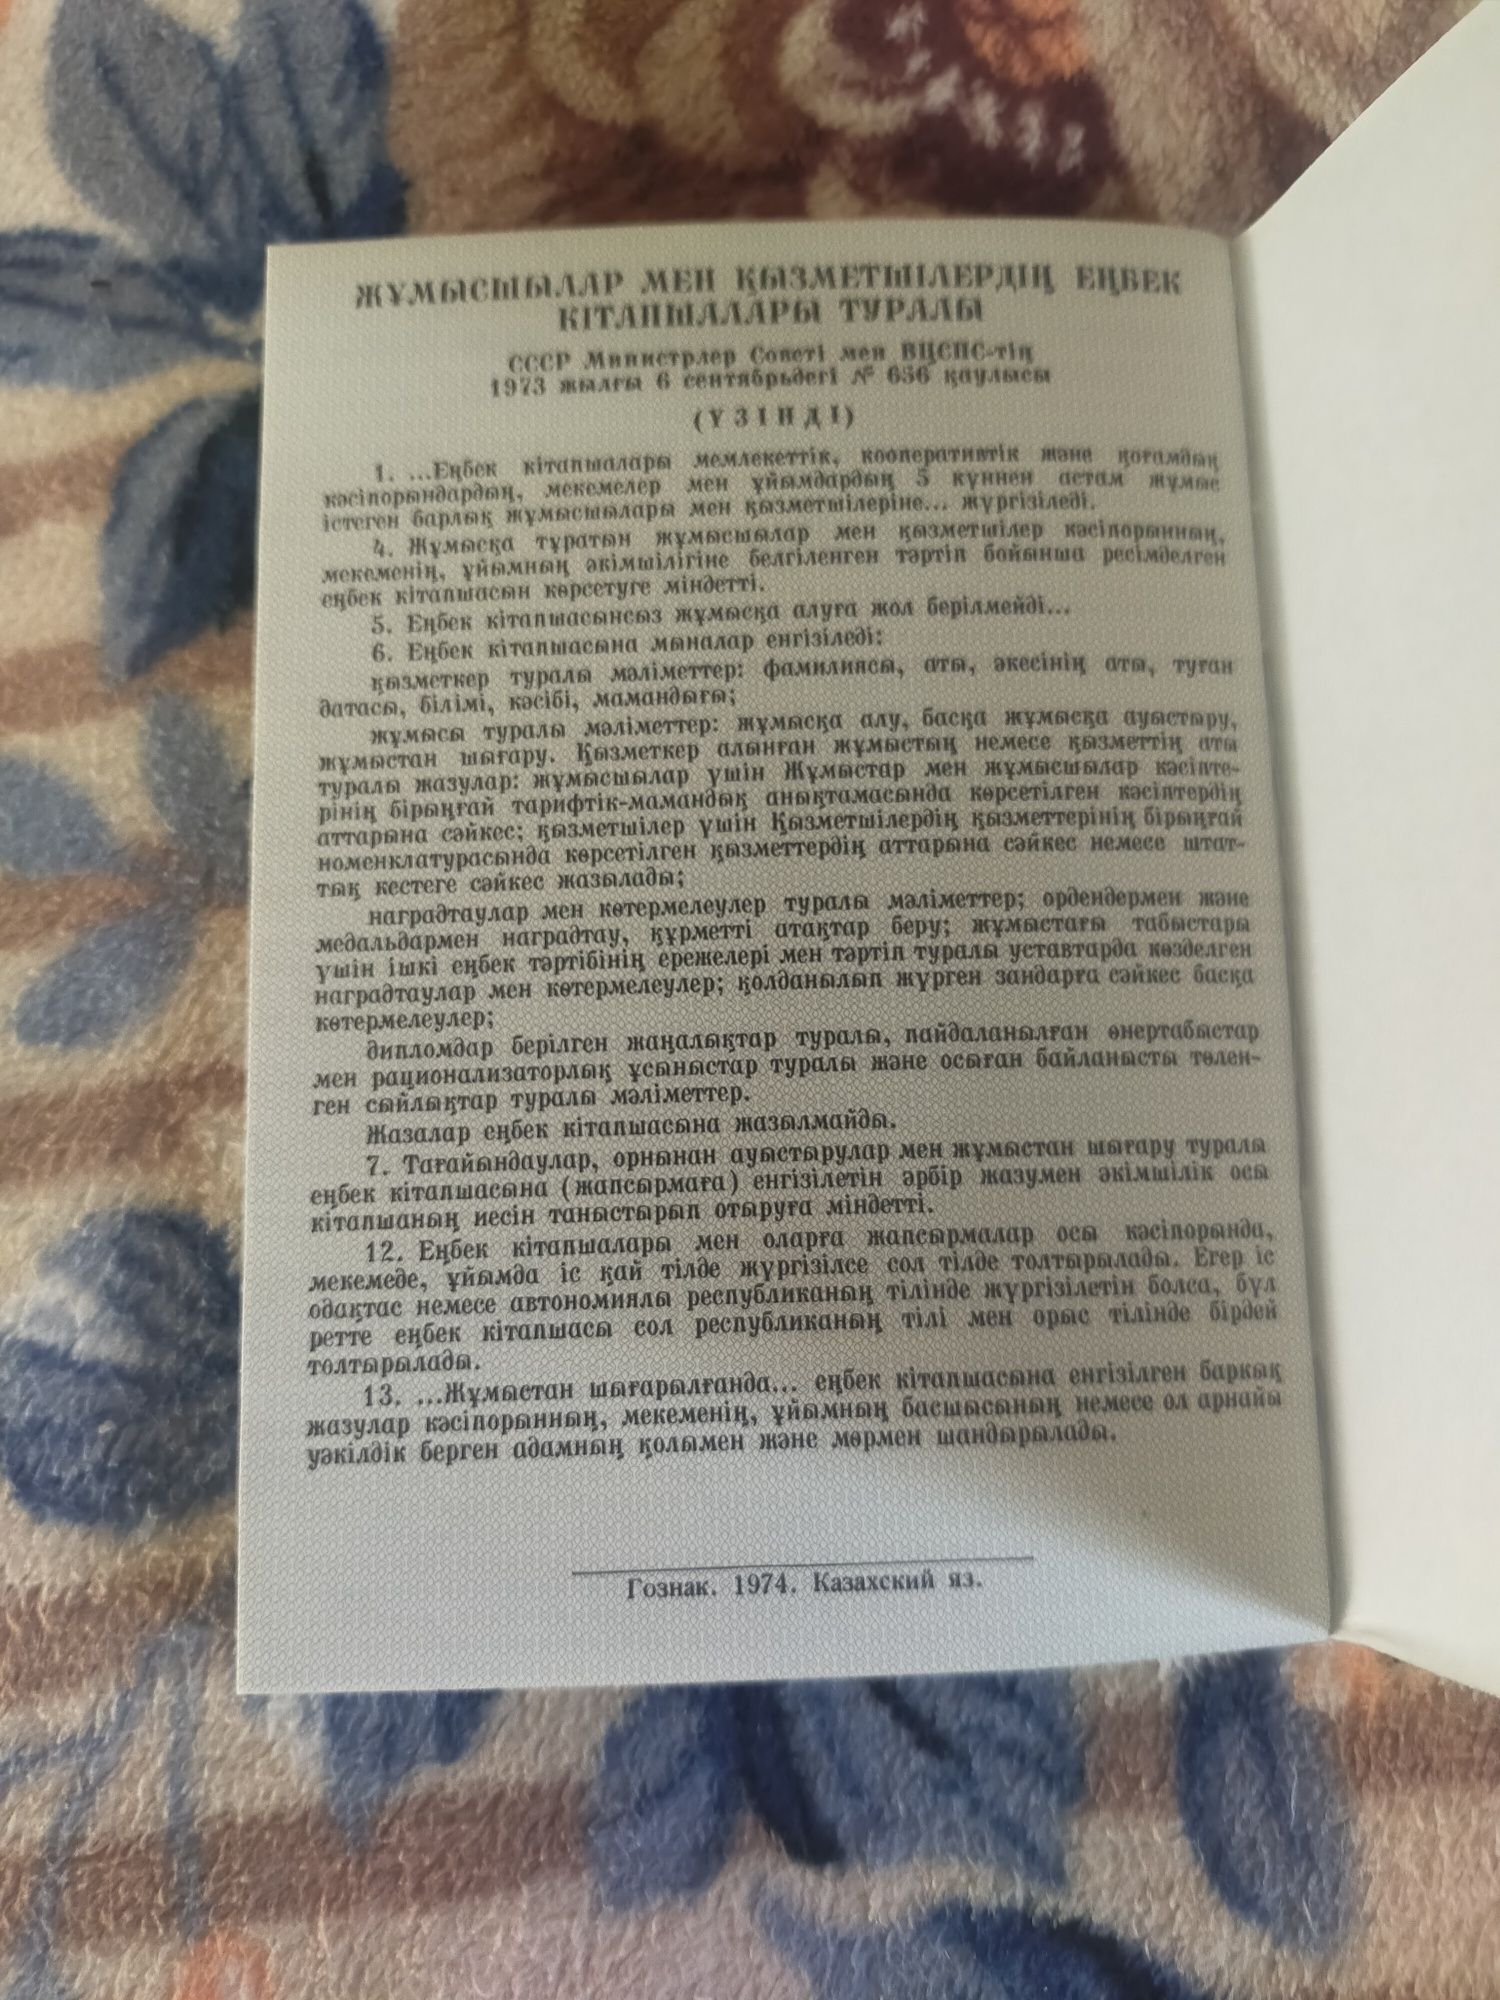 ЖҰМЫСШЫЛАР МЕН ҚЫЗМЕТШІЛЕРДІҢ ЕҢБЕК
КІТАПШАЛАРЫ ТУРАЛЫ
СССР Министрлер Советі мен ВЦСПС-тің
1973 жылғы 6 сентябрьдегі № 656 қаулысы
(ҮЗІНДІ)
1. ...Еңбек кітапшалары мемлекеттік, кооперативтік және қоғамдық
кәсіпорындардың, мекемелер мен ұйымдардың 5 күннен астам жұмыс
істеген барлық жұмысшылары мен қызметшілеріне... жүргізіледі.
4. Жұмысқа тұратын жұмысшылар мен қызметшілер кәсіпорынның,
мекеменің, ұйымның әкімшілігіне белгіленген тәртіп бойынша ресімделген
еңбек кітапшасын көрсетуге міндетті.
5. Еңбек кітапшасынсыз жұмысқа алуға жол берілмейді...
6. Еңбек кітапшасына мыналар енгізіледі:
қызметкер туралы мәліметтер: фамилиясы, аты, әкесінің аты, туған
датасы, білімі, кәсібі, мамандығы;
жұмысы туралы мәліметтер: жұмысқа алу, басқа жұмысқа ауыстыру,
жұмыстан шығару. Қызметкер алынған жұмыстың немесе қызметтің аты
туралы жазулар: жұмысшылар үшін Жұмыстар мен жұмысшылар кәсіпте-
рінің бірыңғай тарифтік-мамандық анықтамасында көрсетілген кәсіптердің
аттарына сәйкес; қызметшілер үшін Қызметшілердің қызметтерінің бірыңғай
номенклатурасында көрсетілген қызметтердің аттарына сәйкес немесе штат-
тық кестеге сәйкес жазылады;
наградтаулар мен көтермелеулер туралы мәліметтер; ордендермен және
медальдармен наградтау, құрметті атақтар беру; жұмыстағы табыстары
үшін ішкі еңбек тәртібінің ережелері мен тәртіп туралы уставтарда көзделген
наградтаулар мен көтермелеулер; қолданылып жүрген заңдарға сәйкес басқа
көтермелеулер;
дипломдар берілген жаңалықтар туралы, пайдаланылған өнертабыстар
мен рационализаторлық ұсыныстар туралы және осыған байланысты төлен-
ген сыйлықтар туралы мәліметтер.
Жазалар еңбек кітапшасына жазылмайды.
7. Тағайындаулар, орнынан ауыстырулар мен жұмыстан шығару туралы
еңбек кітапшасына (жапсырмаға) енгізілетін әрбір жазумен әкімшілік осы
кітапшаның иесін таныстырып отыруға міндетті.
12. Еңбек кітапшалары мен оларға жапсырмалар осы кәсіпорында,
мекемеде, ұйымда іс қай тілде жүргізілсе сол тілде толтырылады. Егер іс
одақтас немесе автономиялы республиканың тілінде жүргізілетін болса, бұл
ретте еңбек кітапшасы сол республиканың тілі мен орыс тілінде бірдей
толтырылады.
13. ...Жұмыстан шығарылғанда... еңбек кітапшасына енгізілген барлық
жазулар кәсіпорынның, мекеменің, ұйымның басшысының немесе ол арнайы
уәкілдік берген адамның қолымен және мөрмен шандырылады.
Гознак. 1974. Казахский яз.